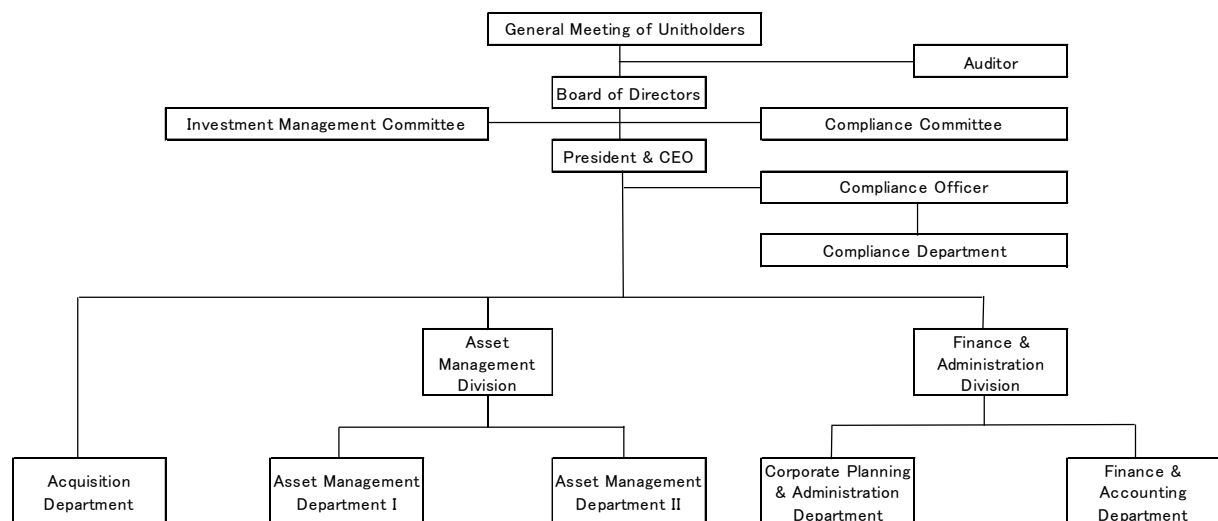 General Meeting of Unitholders
Auditor
Board of Directors
Investment Management Committee
Compliance Committee
President & CEO
Compliance Officer
Compliance Department
Asset
Management
Division
Finance &
Administration
Division
Acquisition
Department
Asset Management
Department I
Asset Management
Department II
Corporate Planning
& Administration
Department
Finance &
Accounting
Department